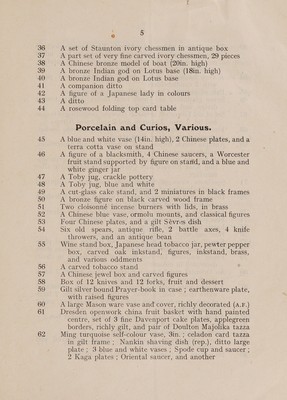 5
36 A set of Staunton ivory chessmen in antique box
37 A part set of very fine carved ivory chessmen, 29 pieces
38 A Chinese bronze model of boat (20in. high)
39 A bronze Indian god on Lotus base (18in. high)
40 A bronze Indian god on Lotus base
41 A companion ditto
42 A figure of a Japanese lady in colours
43 A ditto
44 A rosewood folding top card table
Porcelain and Curios, Various.
45 A blue and white vase (14in. high), 2 Chinese plates, and a
terra cotta vase on stand
46 A figure of a blacksmith, 4 Chinese saucers, a Worcester
fruit stand supported by figure on stand, and a blue and
white ginger jar
47 A Toby jug, crackle pottery
48 A Toby jug, blue and white
49 A cut-glass cake stand, and 2 miniatures in black frames
50 A bronze figure on black carved wood frame
51 Two cloisonné incense burners with lids, in brass
52 A Chinese blue vase, ormolu mounts, and classical figures
53 Four Chinese plates, and a gilt Sèvres dish
54 Six old spears, antique rifle, 2 battle axes, 4 knife
throwers, and an antique bean
55 Wine stand box, Japanese head tobacco jar, pewter pepper
box, carved oak inkstand, figures, inkstand, brass,
and various oddments
56 A carved tobacco stand
57 A Chinese jewel box and carved figures
58 Box of 12 knives and 12 forks, fruit and dessert
59 Gilt silver bound Prayer-book in case; earthenware plate,
with raised figures
60 A large Mason ware vase and cover, richly decorated (A.F.)
61 Dresden openwork china fruit basket with hand painted
centre, set of 3 fine Davenport cake plates, applegreen
borders, richly gilt, and pair of Doulton Majolika tazza
62 Ming turquoise self-colour vase, 3in.; celadon card tazza
in gilt frame; Nankin shaving dish (rep.), ditto large
plate; 3 blue and white vases; Spode cup and saucer;
2 Kaga plates; Oriental saucer, and another